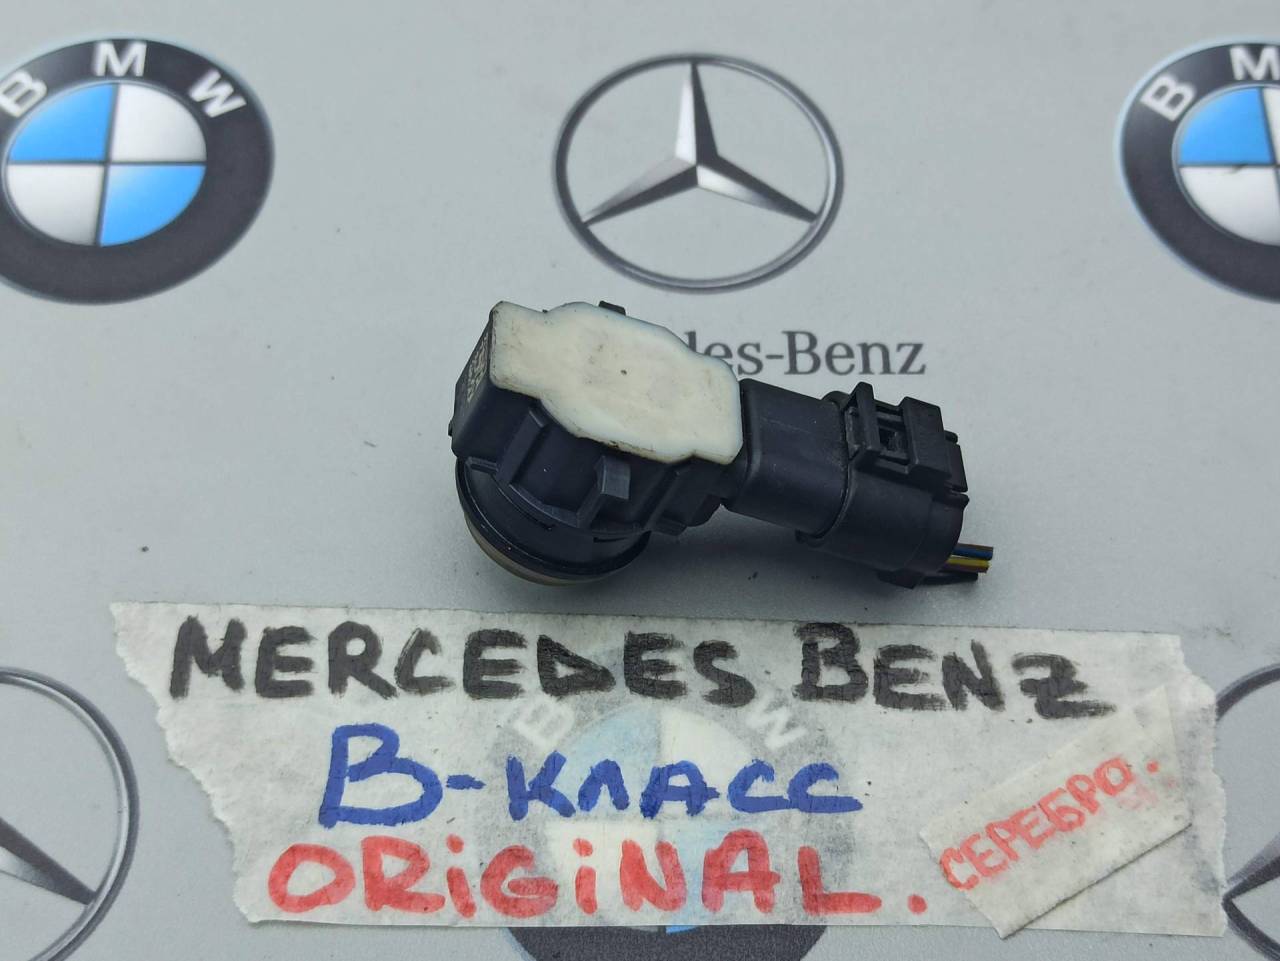 BMW
BMW
des-Benz
MERCEDES BENZ
B-КЛАСС
ORiGiNAL.
СЕРЕБРО.